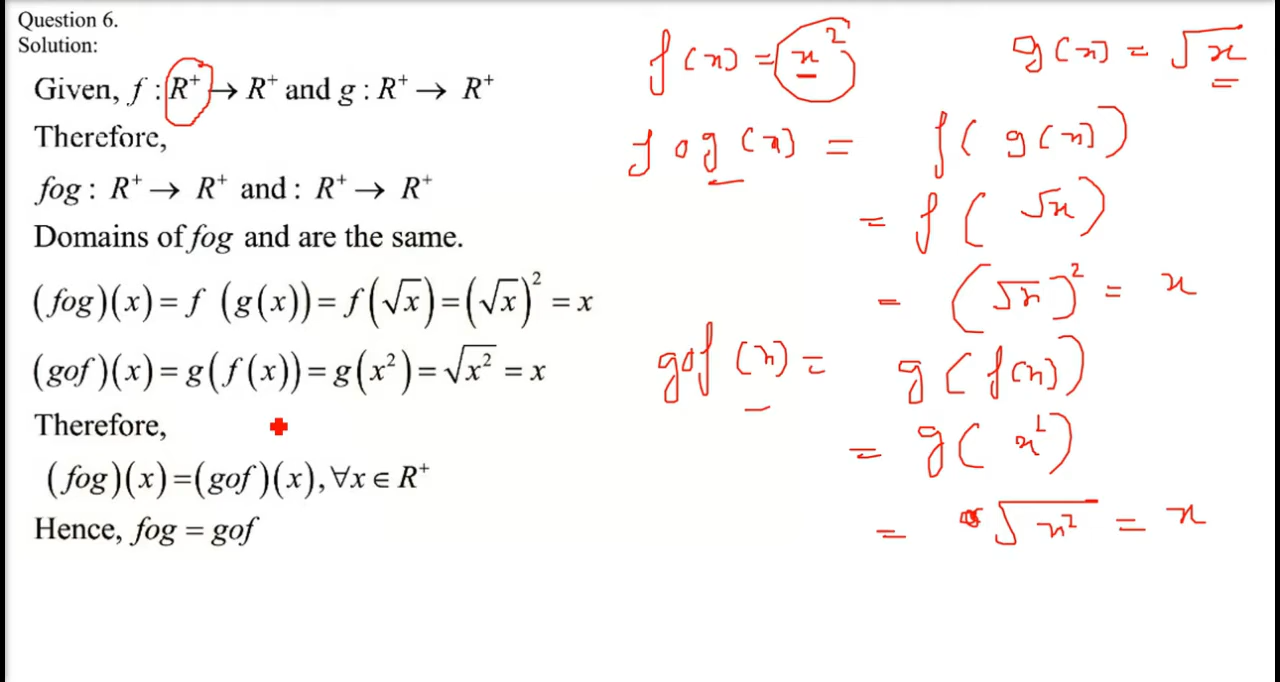 Question 6.
Solution:
Given, f : R⁺ → R⁺ and g : R⁺ → R⁺
Therefore,
fog : R⁺ → R⁺ and : R⁺ → R⁺
Domains of fog and are the same.
(fog)(x) = f (g(x)) = f(√x) = (√x)² = x
(gof)(x) = g(f(x)) = g(x²) = √x² = x
Therefore,
(fog)(x)=(gof)(x), ∀x ∈ R⁺
Hence, fog = gof
f(x) = x² g(x) = √x
fog(x) = f(g(x))
= f(√x)
= (√x)² = x
gof(x) = g(f(x))
= g(x²)
= √x² = x